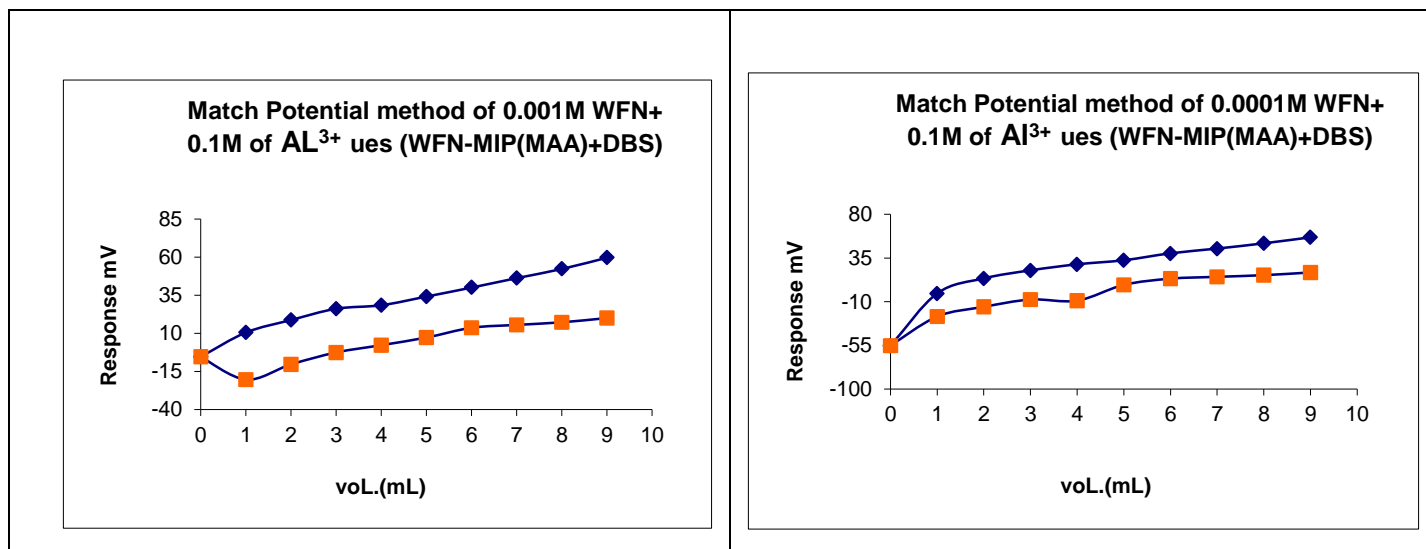 Match Potential method of 0.001M WFN+
0.1M of AL³⁺ ues (WFN-MIP(MAA)+DBS)
85
60
35
10
-15
-40
Response mV
0 1 2 3 4 5 6 7 8 9 10
voL.(mL)
Match Potential method of 0.0001M WFN+
0.1M of Al³⁺ ues (WFN-MIP(MAA)+DBS)
80
35
-10
-55
-100
Response mV
0 1 2 3 4 5 6 7 8 9 10
voL.(mL)